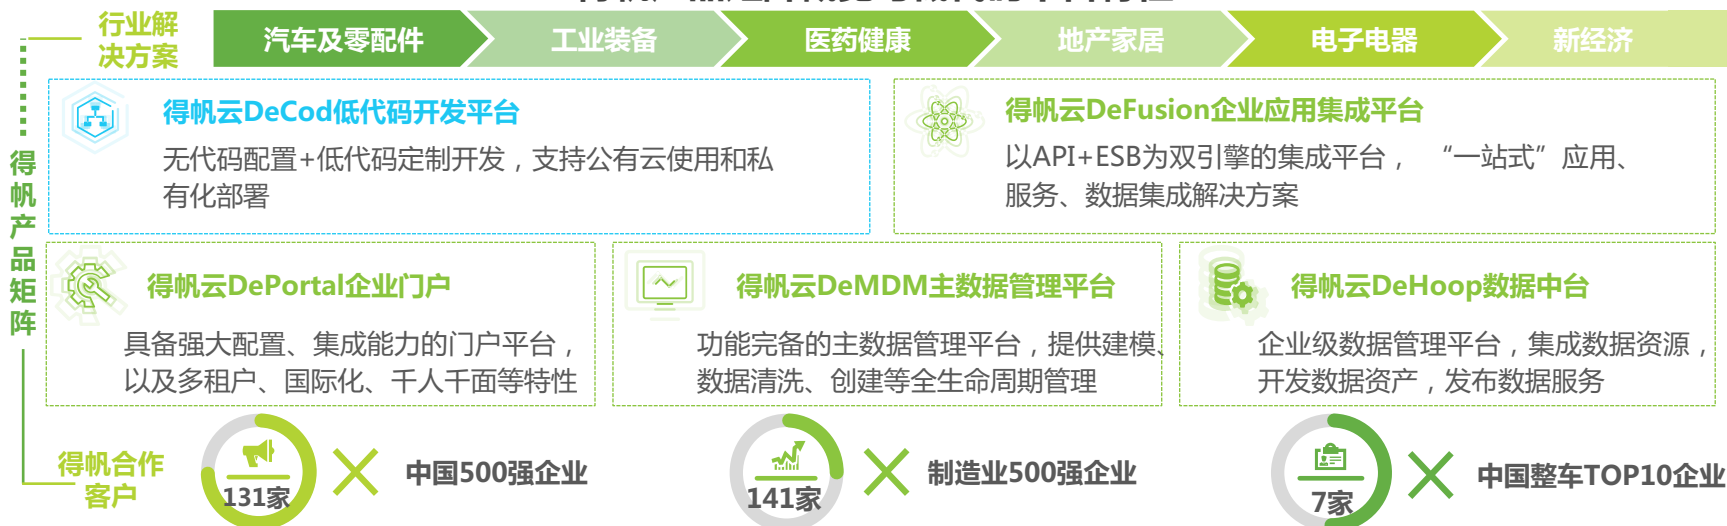 行业解
决方案
汽车及零配件
工业装备
医药健康
地产家居
电子电器
新经济
得帆产品矩阵
得帆云DeCod低代码开发平台
无代码配置+低代码定制开发，支持公有云使用和私
有化部署
得帆云DeFusion企业应用集成平台
以API+ESB为双引擎的集成平台， “一站式”应用、
服务、数据集成解决方案
得帆云DePortal企业门户
具备强大配置、集成能力的门户平台，
以及多租户、国际化、千人千面等特性
得帆云DeMDM主数据管理平台
功能完备的主数据管理平台，提供建模、
数据清洗、创建等全生命周期管理
得帆云DeHoop数据中台
企业级数据管理平台，集成数据资源，
开发数据资产，发布数据服务
得帆合作
客户
131家
中国500强企业
141家
制造业500强企业
7家
中国整车TOP10企业